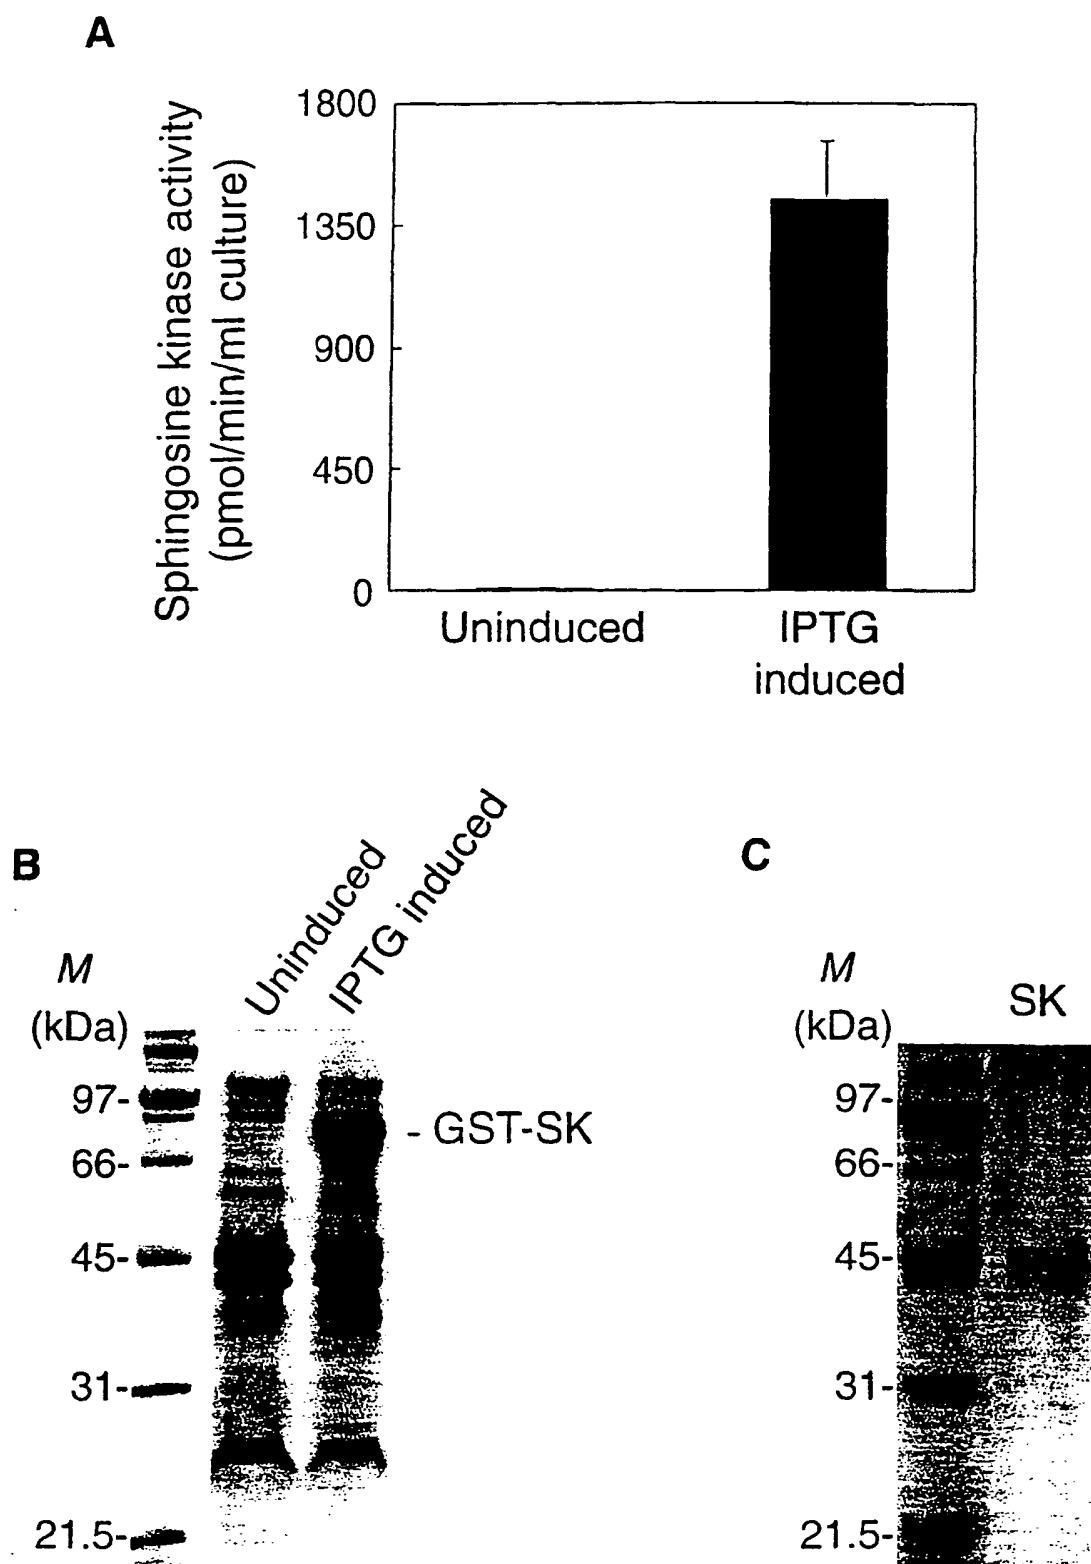 A
Sphingosine kinase activity
(pmol/min/ml culture)
1800
1350
900
450
0
Uninduced
IPTG
induced
B
M
(kDa)
Uninduced
IPTG induced
97-
66-
45-
31-
21.5-
- GST-SK
C
M
(kDa)
SK
97-
66-
45-
31-
21.5-